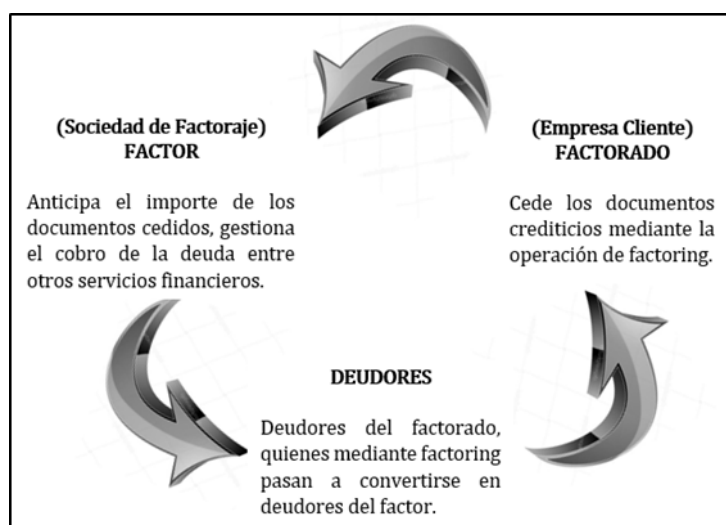 (Sociedad de Factoraje)
FACTOR
Anticipa el importe de los
documentos cedidos, gestiona
el cobro de la deuda entre
otros servicios financieros.
(Empresa Cliente)
FACTORADO
Cede los documentos
crediticios mediante la
operación de factoring.
DEUDORES
Deudores del factorado,
quienes mediante factoring
pasan a convertirse en
deudores del factor.